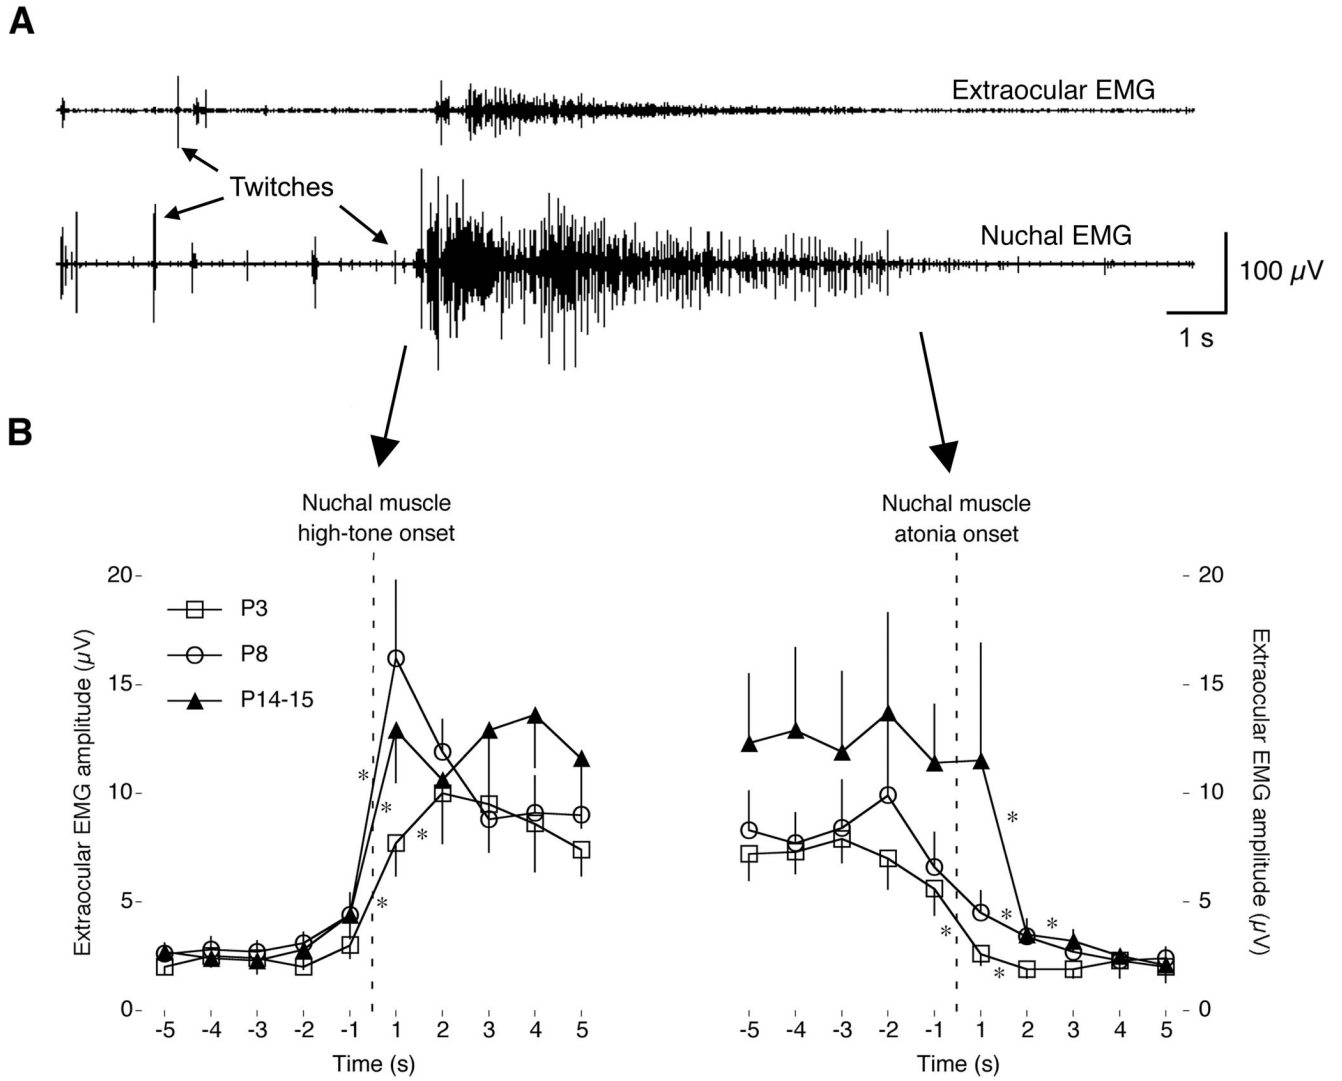 A
Extraocular EMG
Twitches
Nuchal EMG
100 μV
1 s
B
Nuchal muscle
high-tone onset
Nuchal muscle
atonia onset
20
15
10
5
0
Extraocular EMG amplitude (μV)
P3
P8
P14-15
*
*
*
*
-5 -4 -3 -2 -1 1 2 3 4 5
Time (s)
*
*
*
*
*
-5 -4 -3 -2 -1 1 2 3 4 5
Time (s)
20
15
10
5
0
Extraocular EMG amplitude (μV)